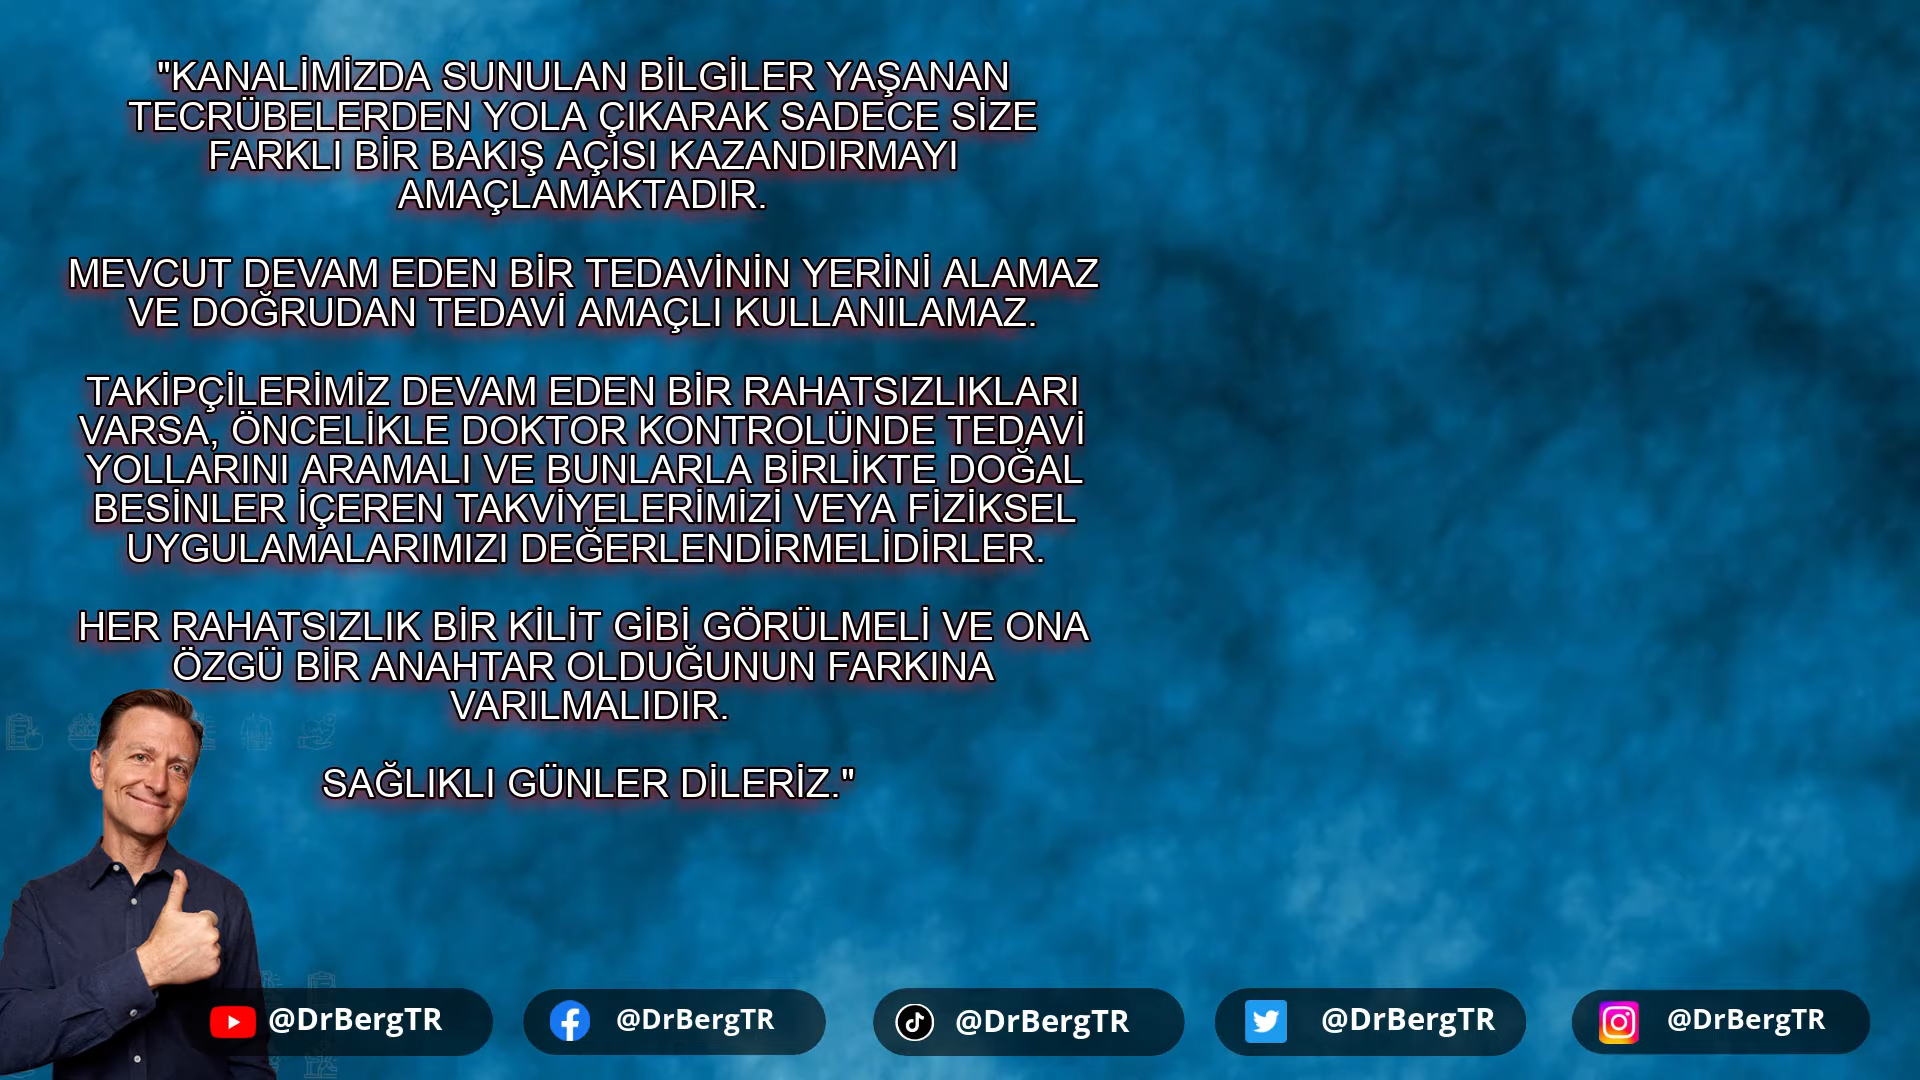 "KANALİMİZDA SUNULAN BİLGİLER YAŞANAN
TECRÜBELERDEN YOLA ÇIKARAK SADECE SİZE
FARKLI BİR BAKIŞ AÇISI KAZANDIRMAYI
AMAÇLAMAKTADIR.
MEVCUT DEVAM EDEN BİR TEDAVİNİN YERİNİ ALAMAZ
VE DOĞRUDAN TEDAVİ AMAÇLI KULLANILAMAZ.
TAKİPÇİLERİMİZ DEVAM EDEN BİR RAHATSIZLIKLARI
VARSA, ÖNCELİKLE DOKTOR KONTROLÜNDE TEDAVİ
YOLLARINI ARAMALI VE BUNLARLA BİRLİKTE DOĞAL
BESİNLER İÇEREN TAKVİYELERİMİZİ VEYA FİZİKSEL
UYGULAMALARIMIZI DEĞERLENDİRMELİDİRLER.
HER RAHATSIZLIK BİR KİLİT GİBİ GÖRÜLMELİ VE ONA
ÖZGÜ BİR ANAHTAR OLDUĞUNUN FARKINA
VARILMALIDIR.
SAĞLIKLI GÜNLER DİLERİZ."
@DrBergTR @DrBergTR @DrBergTR @DrBergTR @DrBergTR